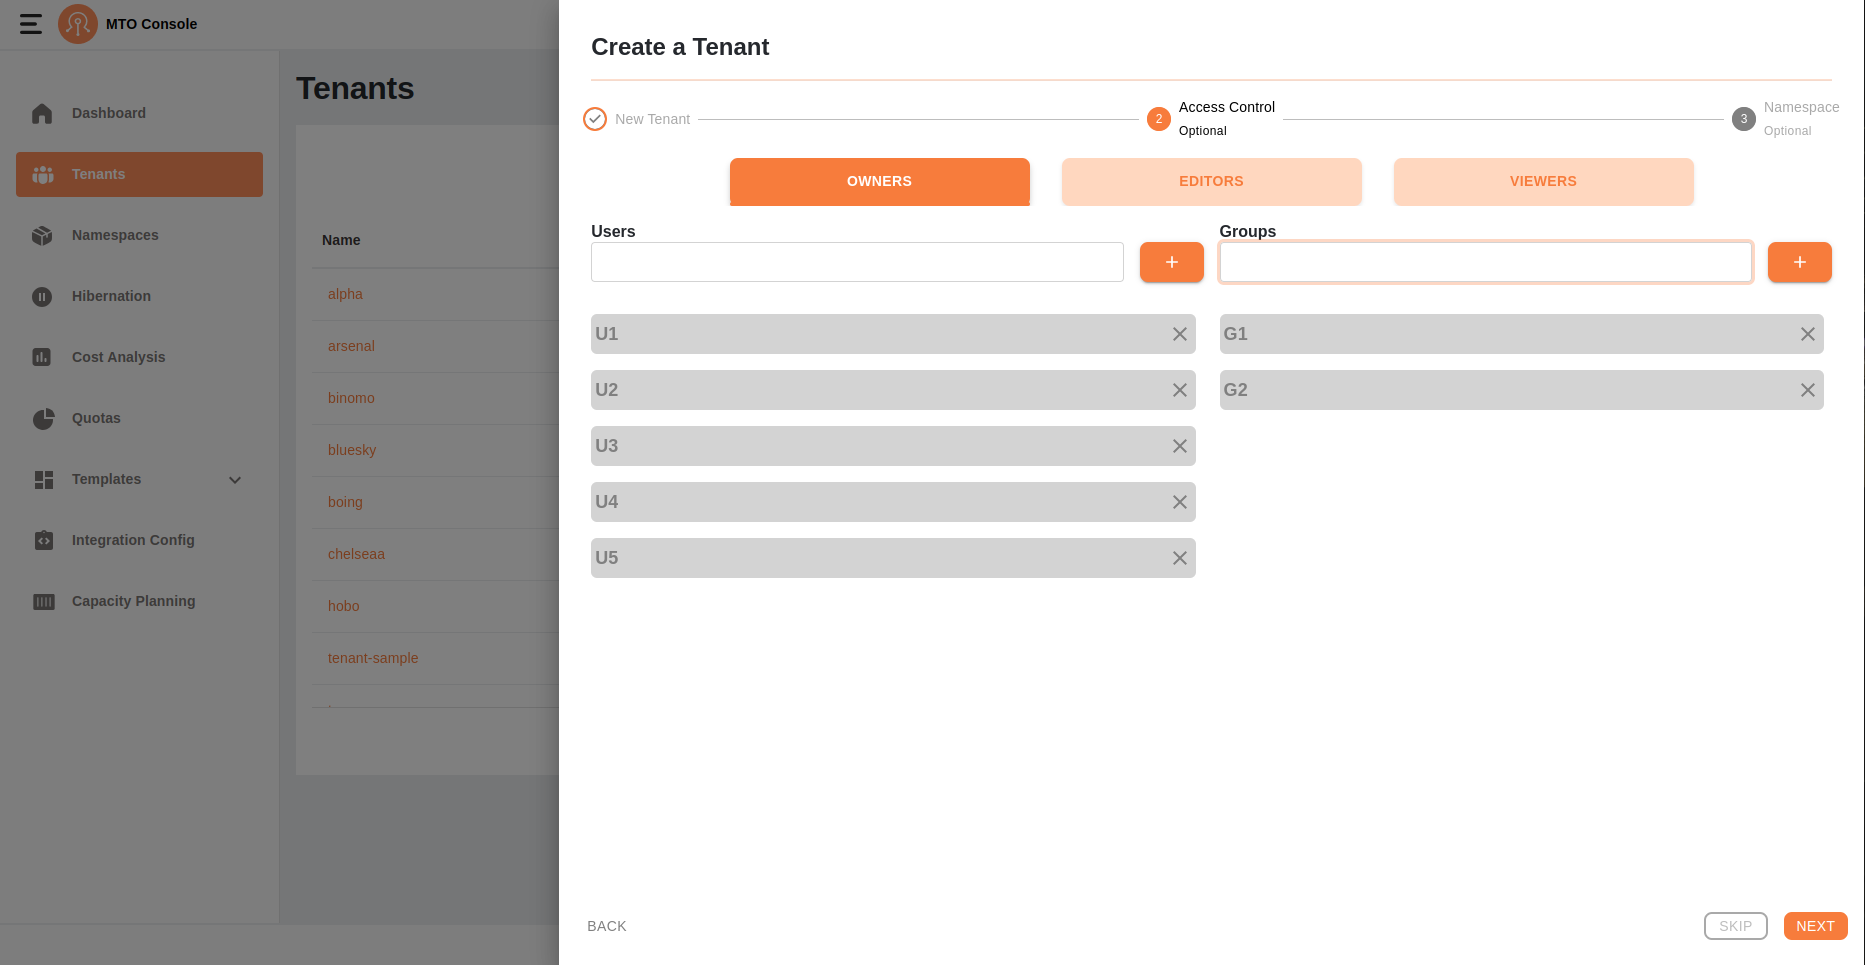 MTO Console
Dashboard
Tenants
Namespaces
Hibernation
Cost Analysis
Quotas
Templates
Integration Config
Capacity Planning
Tenants
Name
alpha
arsenal
binomo
bluesky
boing
chelseaa
hobo
tenant-sample
Create a Tenant
New Tenant
2
Access Control
Optional
3
Namespace
Optional
OWNERS
EDITORS
VIEWERS
Users
+
Groups
+
U1
U2
U3
U4
U5
G1
G2
BACK
SKIP
NEXT